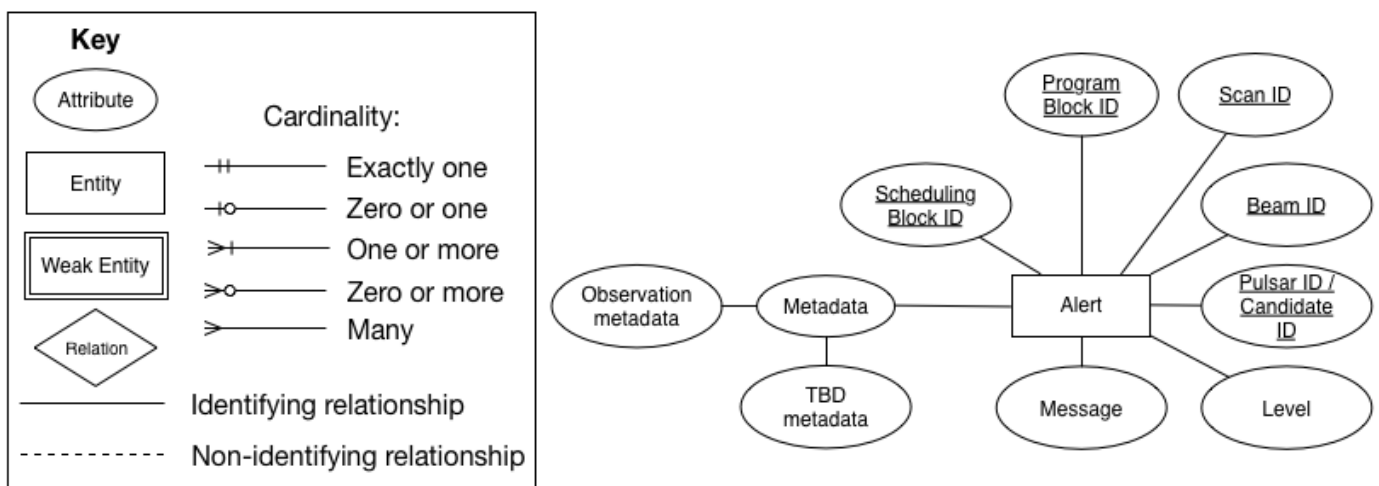 Key
Attribute
Entity
Weak Entity
Relation
Cardinality:
Exactly one
Zero or one
One or more
Zero or more
Many
Identifying relationship
Non-identifying relationship
Program
Block ID
Scan ID
Scheduling
Block ID
Beam ID
Observation
metadata
Metadata
Alert
Pulsar ID /
Candidate
ID
TBD
metadata
Message
Level